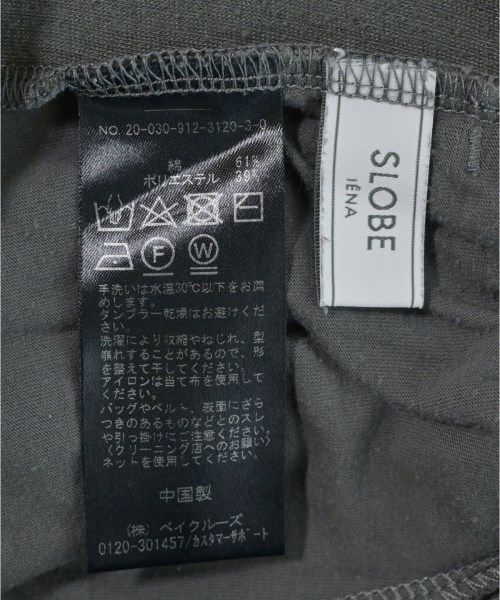 NO. 20-030-912-3120-3-0
綿 61%
ポリエステル 39%
F W
手洗いは水温30℃以下をお薦
めします。
タンブラー乾燥はお避けくださ
い。
洗濯により収縮やねじれ、型
崩れすることがあるので、形
を整えて干してください。
アイロンは当て布を使用して
ください。
バッグやベルト、表面にざら
つきのあるものなどとのスレ
や引っ掛けにご注意ください。
〈クリーニング店へのお願い〉
ネットを使用してください。
中国製
(株) ベイクルーズ
0120-301457/カスタマーサポート
SLOBE
IÉNA